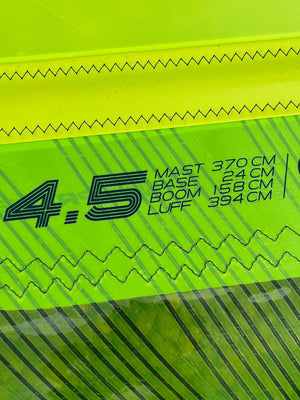 4.5
MAST 370 CM
BASE 24 CM
BOOM 158 CM
LUFF 394 CM